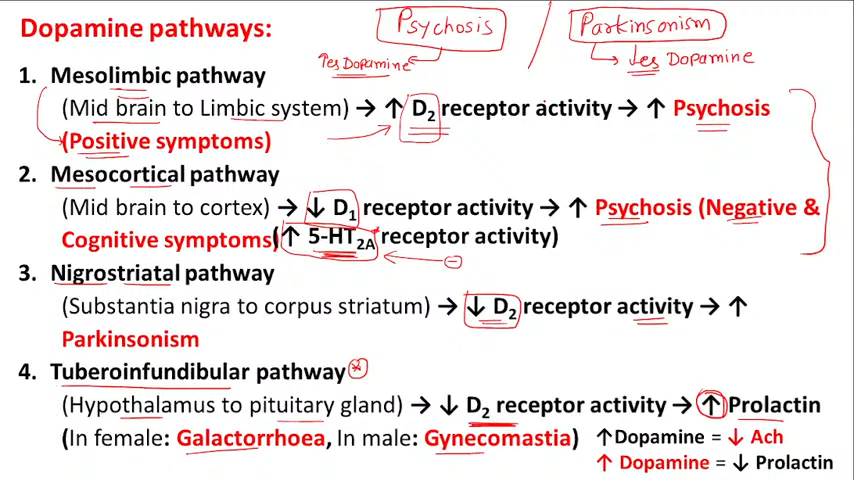 Dopamine pathways:
Psychosis / Parkinsonism
↑es Dopamine ↓es Dopamine
1. Mesolimbic pathway
(Mid brain to Limbic system) → ↑ D2 receptor activity → ↑ Psychosis
(Positive symptoms)
2. Mesocortical pathway
(Mid brain to cortex) → ↓ D1 receptor activity → ↑ Psychosis (Negative &
Cognitive symptoms) (↑ 5-HT2A receptor activity)
3. Nigrostriatal pathway
(Substantia nigra to corpus striatum) → ↓ D2 receptor activity → ↑
Parkinsonism
4. Tuberoinfundibular pathway *
(Hypothalamus to pituitary gland) → ↓ D2 receptor activity → ↑ Prolactin
(In female: Galactorrhoea, In male: Gynecomastia)
↑Dopamine = ↓ Ach
↑ Dopamine = ↓ Prolactin